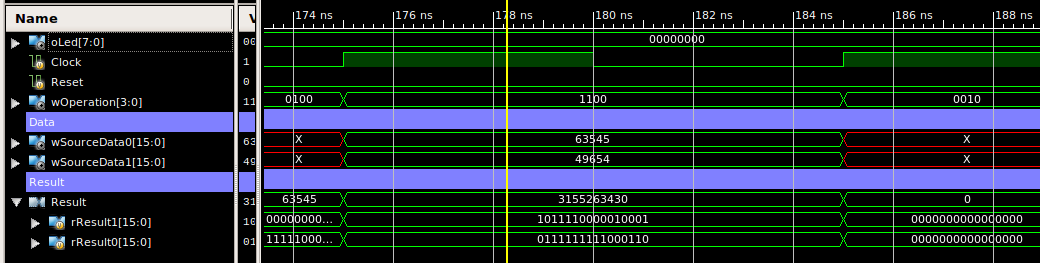 Name V 174 ns 176 ns 178 ns 180 ns 182 ns 184 ns 186 ns 188 ns
oLed[7:0] 00 00000000
Clock 1
Reset 0
wOperation[3:0] 11 0100 1100 0010
Data
wSourceData0[15:0] 63 X 63545 X
wSourceData1[15:0] 49 X 49654 X
Result
Result 31 63545 3155263430 0
rResult1[15:0] 10 00000000... 1011110000010001 0000000000000000
rResult0[15:0] 01 11111000... 0111111111000110 0000000000000000